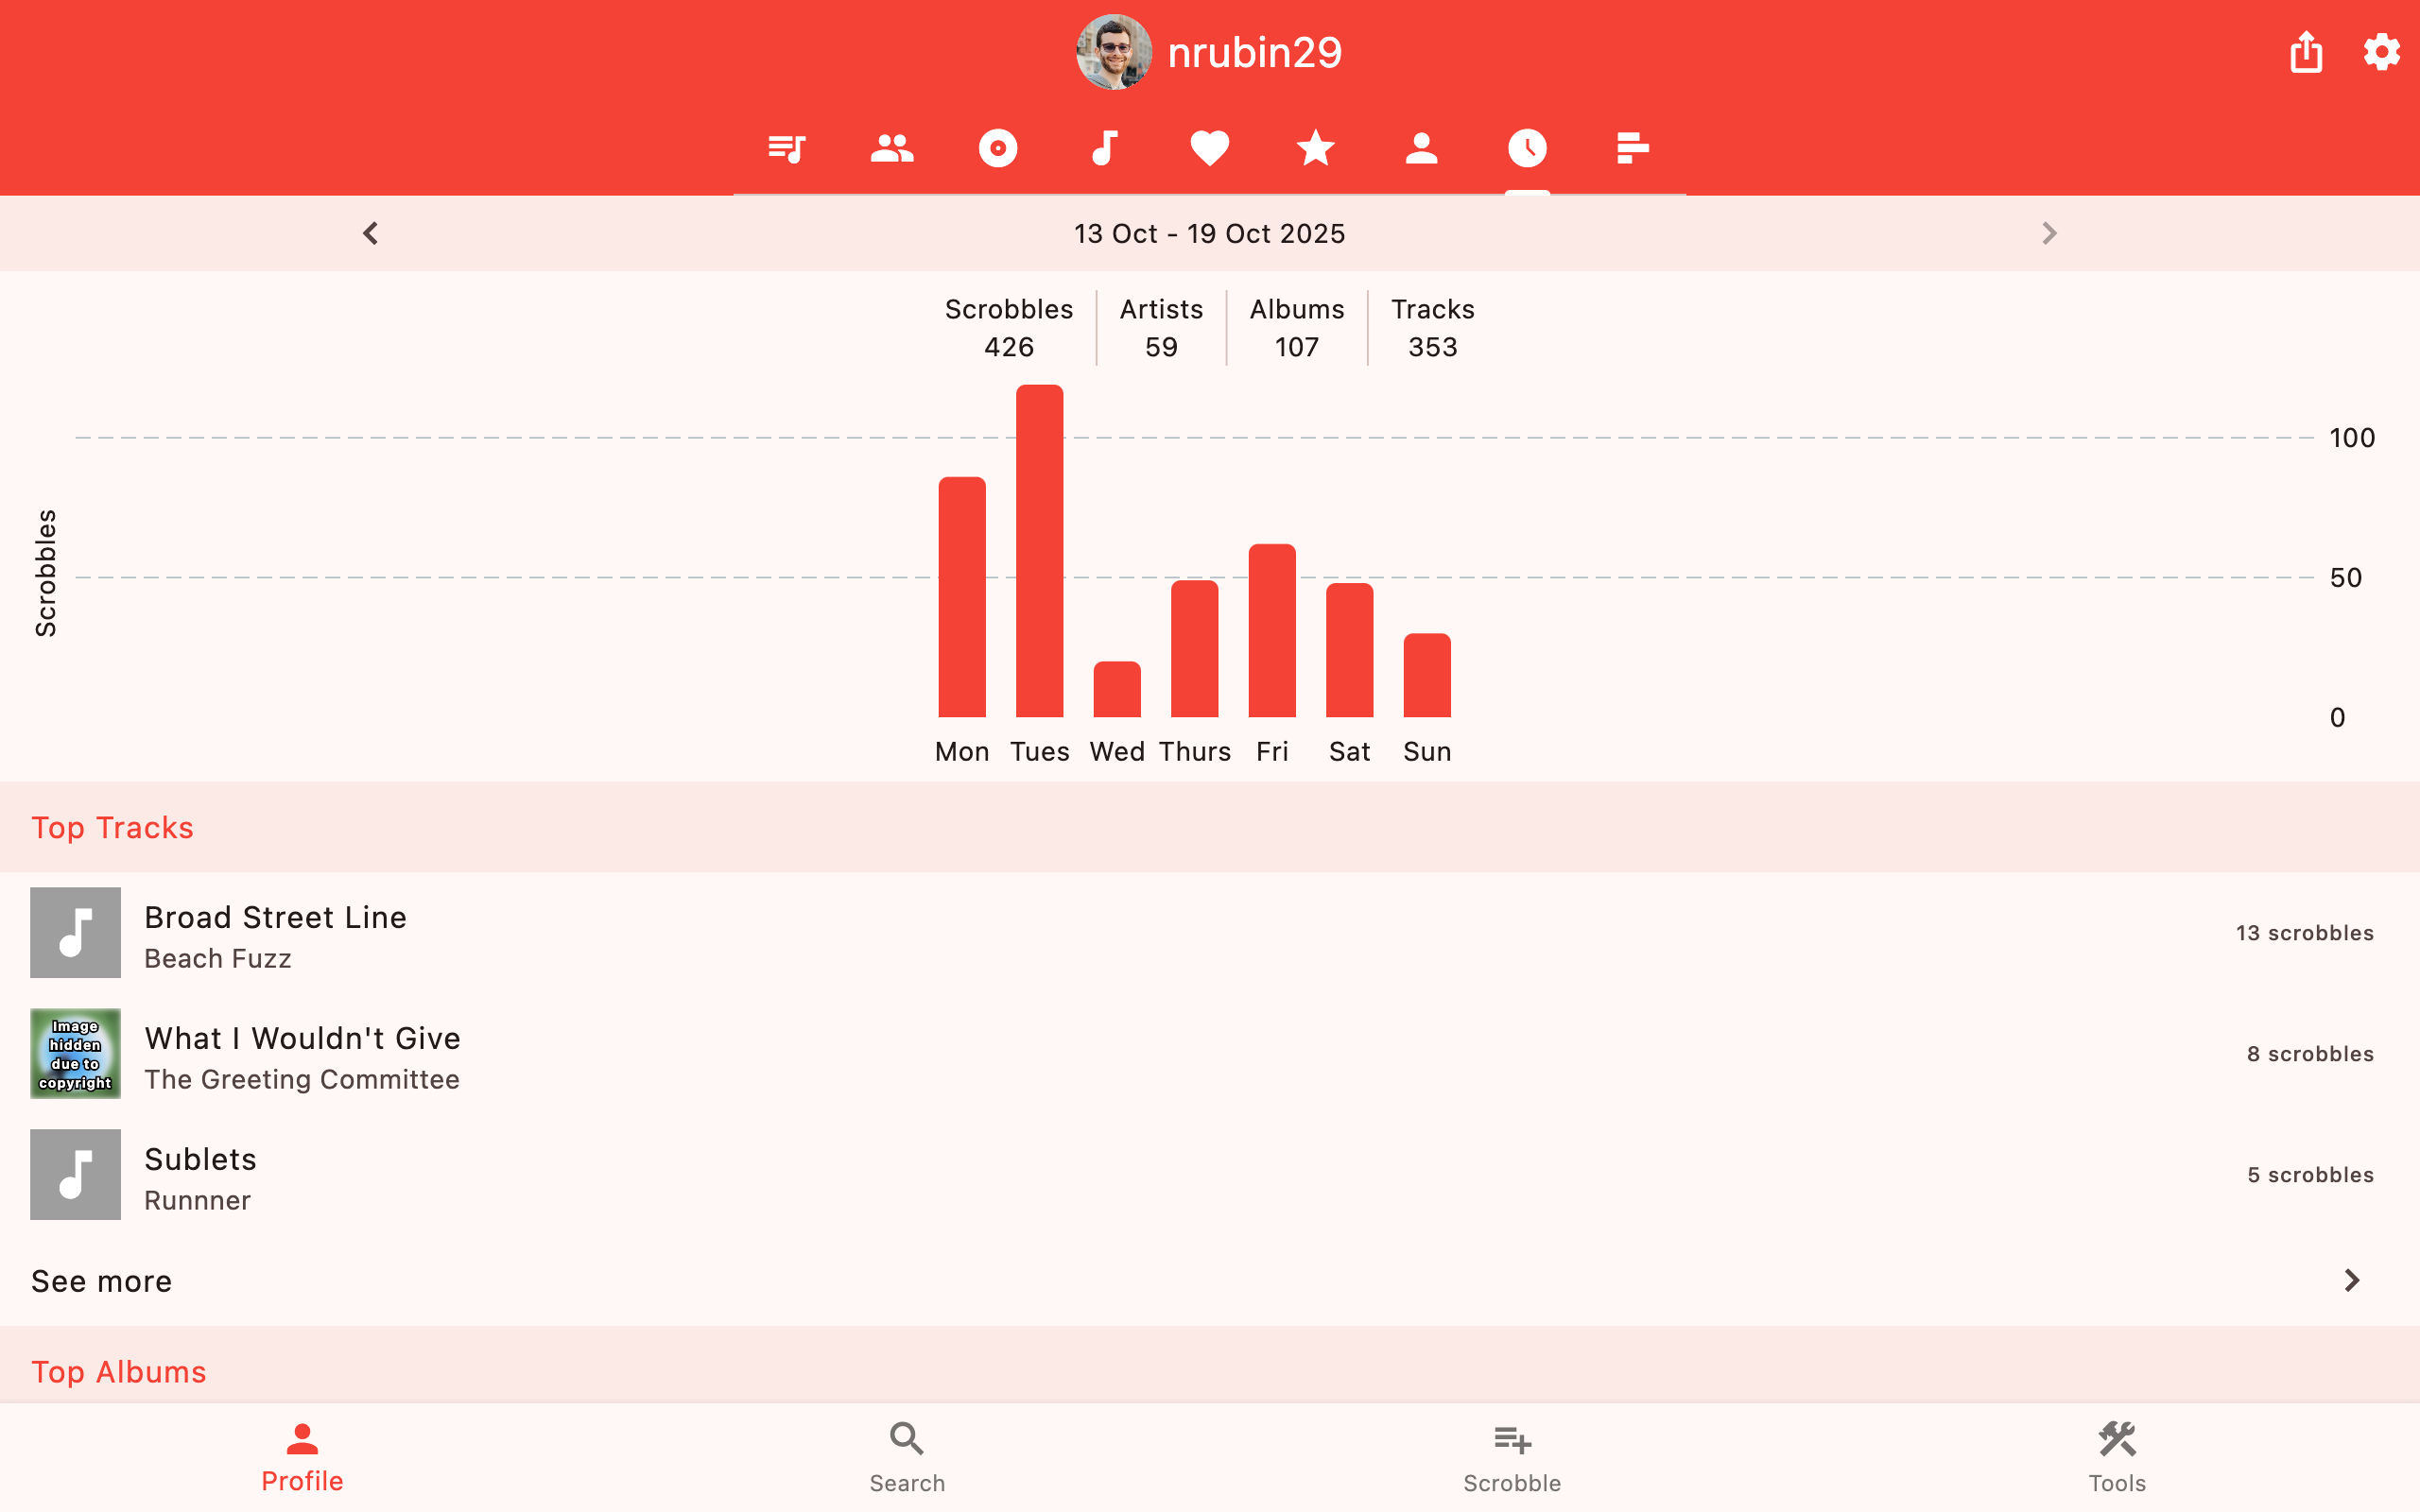 nrubin29
13 Oct - 19 Oct 2025
Scrobbles
426
Artists
59
Albums
107
Tracks
353
Scrobbles
100
50
0
Mon Tues Wed Thurs Fri Sat Sun
Top Tracks
Broad Street Line
Beach Fuzz
13 scrobbles
Image
hidden
due to
copyright
What I Wouldn't Give
The Greeting Committee
8 scrobbles
Sublets
Runnner
5 scrobbles
See more
Top Albums
Profile
Search
Scrobble
Tools